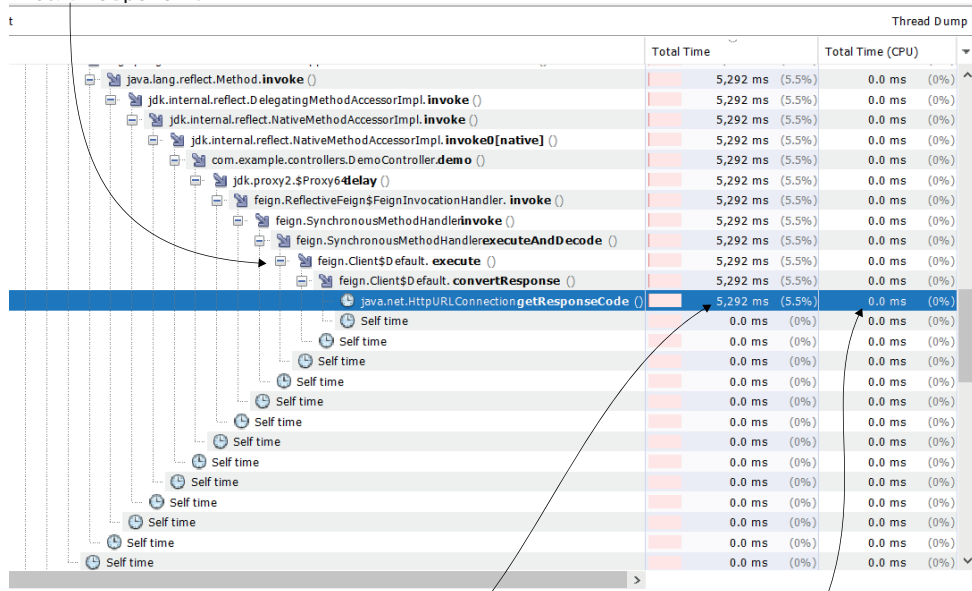 t Thread Dump
Total Time Total Time (CPU)
java.lang.reflect.Method.invoke () 5,292 ms (5.5%) 0.0 ms (0%)
jdk.internal.reflect.DelegatingMethodAccessorImpl.invoke () 5,292 ms (5.5%) 0.0 ms (0%)
jdk.internal.reflect.NativeMethodAccessorImpl.invoke () 5,292 ms (5.5%) 0.0 ms (0%)
jdk.internal.reflect.NativeMethodAccessorImpl.invoke0[native] () 5,292 ms (5.5%) 0.0 ms (0%)
com.example.controllers.DemoController.demo () 5,292 ms (5.5%) 0.0 ms (0%)
jdk.proxy2.$Proxy64delay () 5,292 ms (5.5%) 0.0 ms (0%)
feign.ReflectiveFeign$FeignInvocationHandler. invoke () 5,292 ms (5.5%) 0.0 ms (0%)
feign.SynchronousMethodHandlerinvoke () 5,292 ms (5.5%) 0.0 ms (0%)
feign.SynchronousMethodHandlerexecuteAndDecode () 5,292 ms (5.5%) 0.0 ms (0%)
feign.Client$Default. execute () 5,292 ms (5.5%) 0.0 ms (0%)
feign.Client$Default. convertResponse () 5,292 ms (5.5%) 0.0 ms (0%)
java.net.HttpURLConnectiongetResponseCode () 5,292 ms (5.5%) 0.0 ms (0%)
Self time 0.0 ms (0%) 0.0 ms (0%)
Self time 0.0 ms (0%) 0.0 ms (0%)
Self time 0.0 ms (0%) 0.0 ms (0%)
Self time 0.0 ms (0%) 0.0 ms (0%)
Self time 0.0 ms (0%) 0.0 ms (0%)
Self time 0.0 ms (0%) 0.0 ms (0%)
Self time 0.0 ms (0%) 0.0 ms (0%)
Self time 0.0 ms (0%) 0.0 ms (0%)
Self time 0.0 ms (0%) 0.0 ms (0%)
Self time 0.0 ms (0%) 0.0 ms (0%)
Self time 0.0 ms (0%) 0.0 ms (0%)
Self time 0.0 ms (0%) 0.0 ms (0%)
Self time 0.0 ms (0%) 0.0 ms (0%)